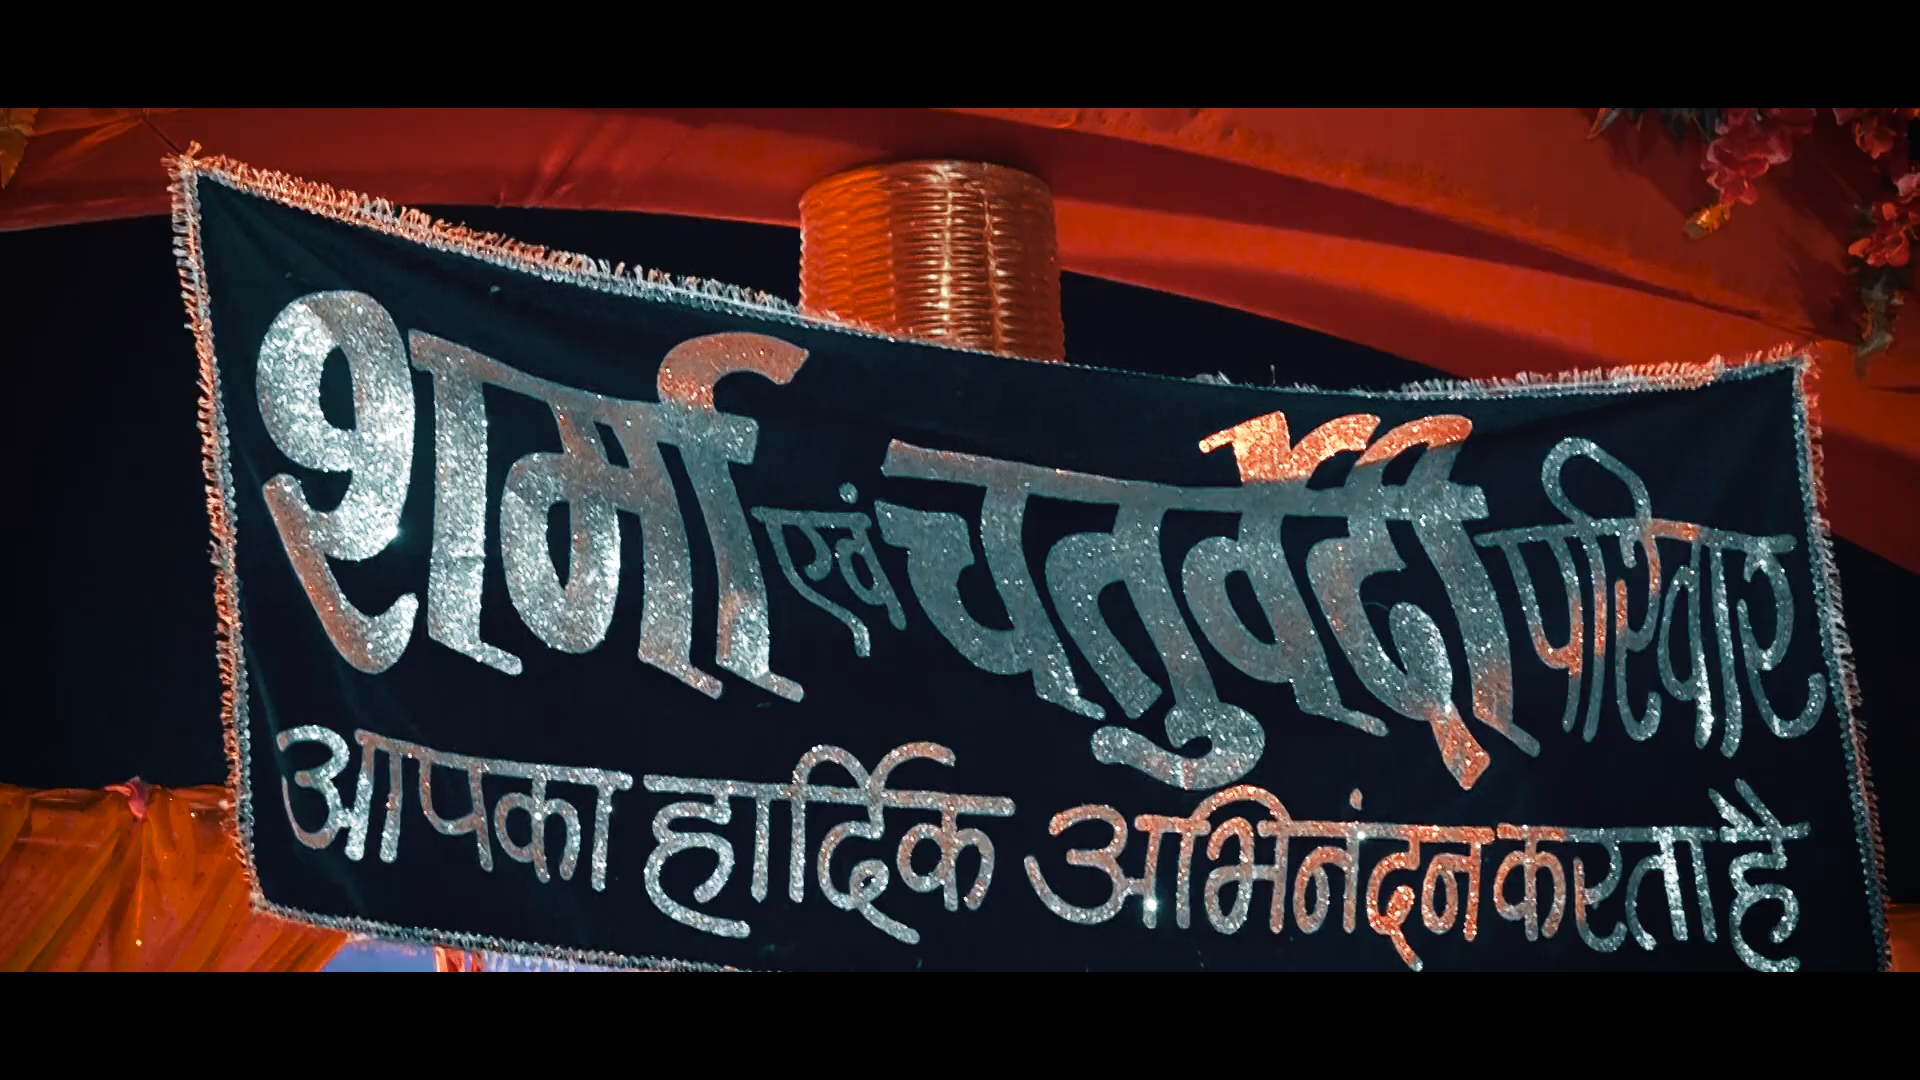 शर्मा एवं चतुर्वेदी परिवार
आपका हार्दिक अभिनंदन करता है